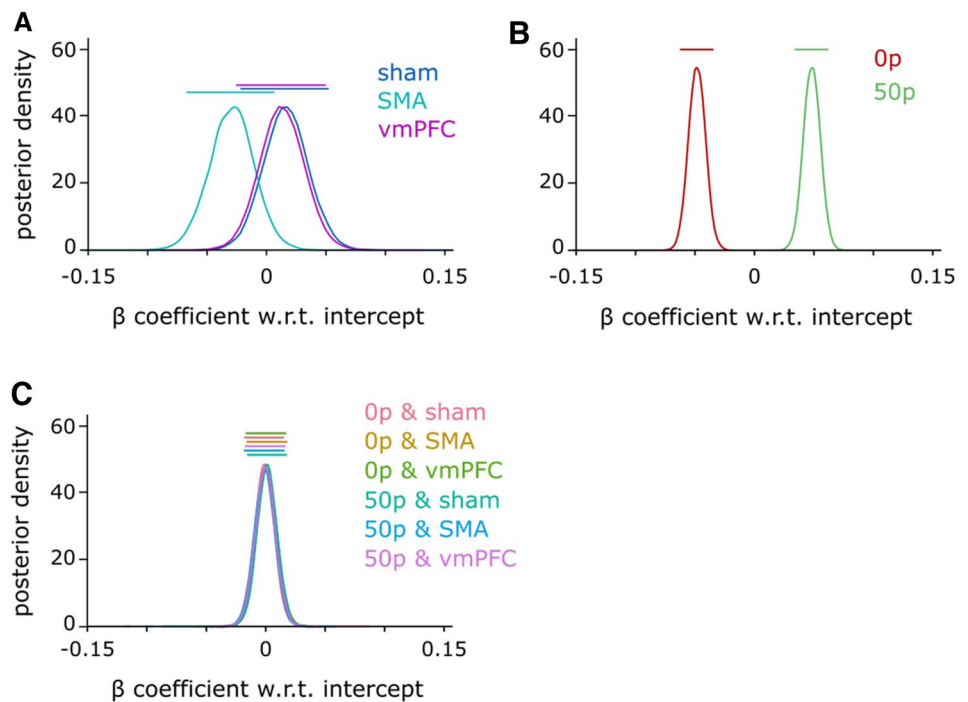 A
posterior density
60
40
20
0
-0.15
0
0.15
β coefficient w.r.t. intercept
sham
SMA
vmPFC
B
60
40
20
0
-0.15
0
0.15
β coefficient w.r.t. intercept
0p
50p
C
posterior density
60
40
20
0
-0.15
0
0.15
β coefficient w.r.t. intercept
0p & sham
0p & SMA
0p & vmPFC
50p & sham
50p & SMA
50p & vmPFC